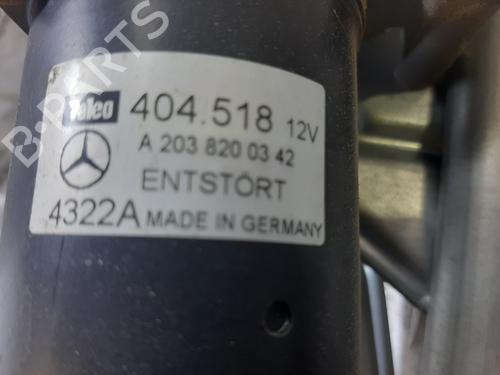 Valeo 404.518 12V
A 203 820 03 42
ENTSTÖRT
4322A MADE IN GERMANY
B-PARTS